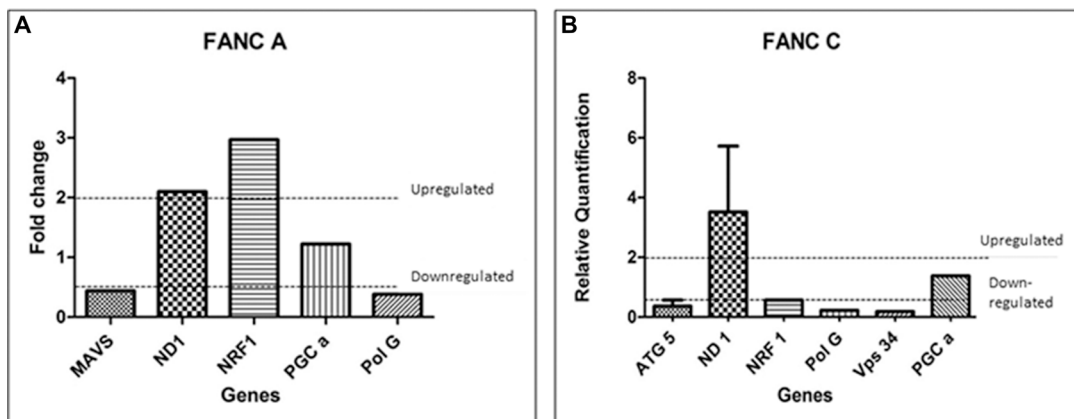 A
FANC A
Fold change
4
3
2
1
0
Upregulated
Downregulated
MAVS
ND1
NRF1
PGC a
Pol G
Genes
B
FANC C
Relative Quantification
8
6
4
2
0
Upregulated
Down-
regulated
ATG 5
ND 1
NRF 1
Pol G
Vps 34
PGC a
Genes